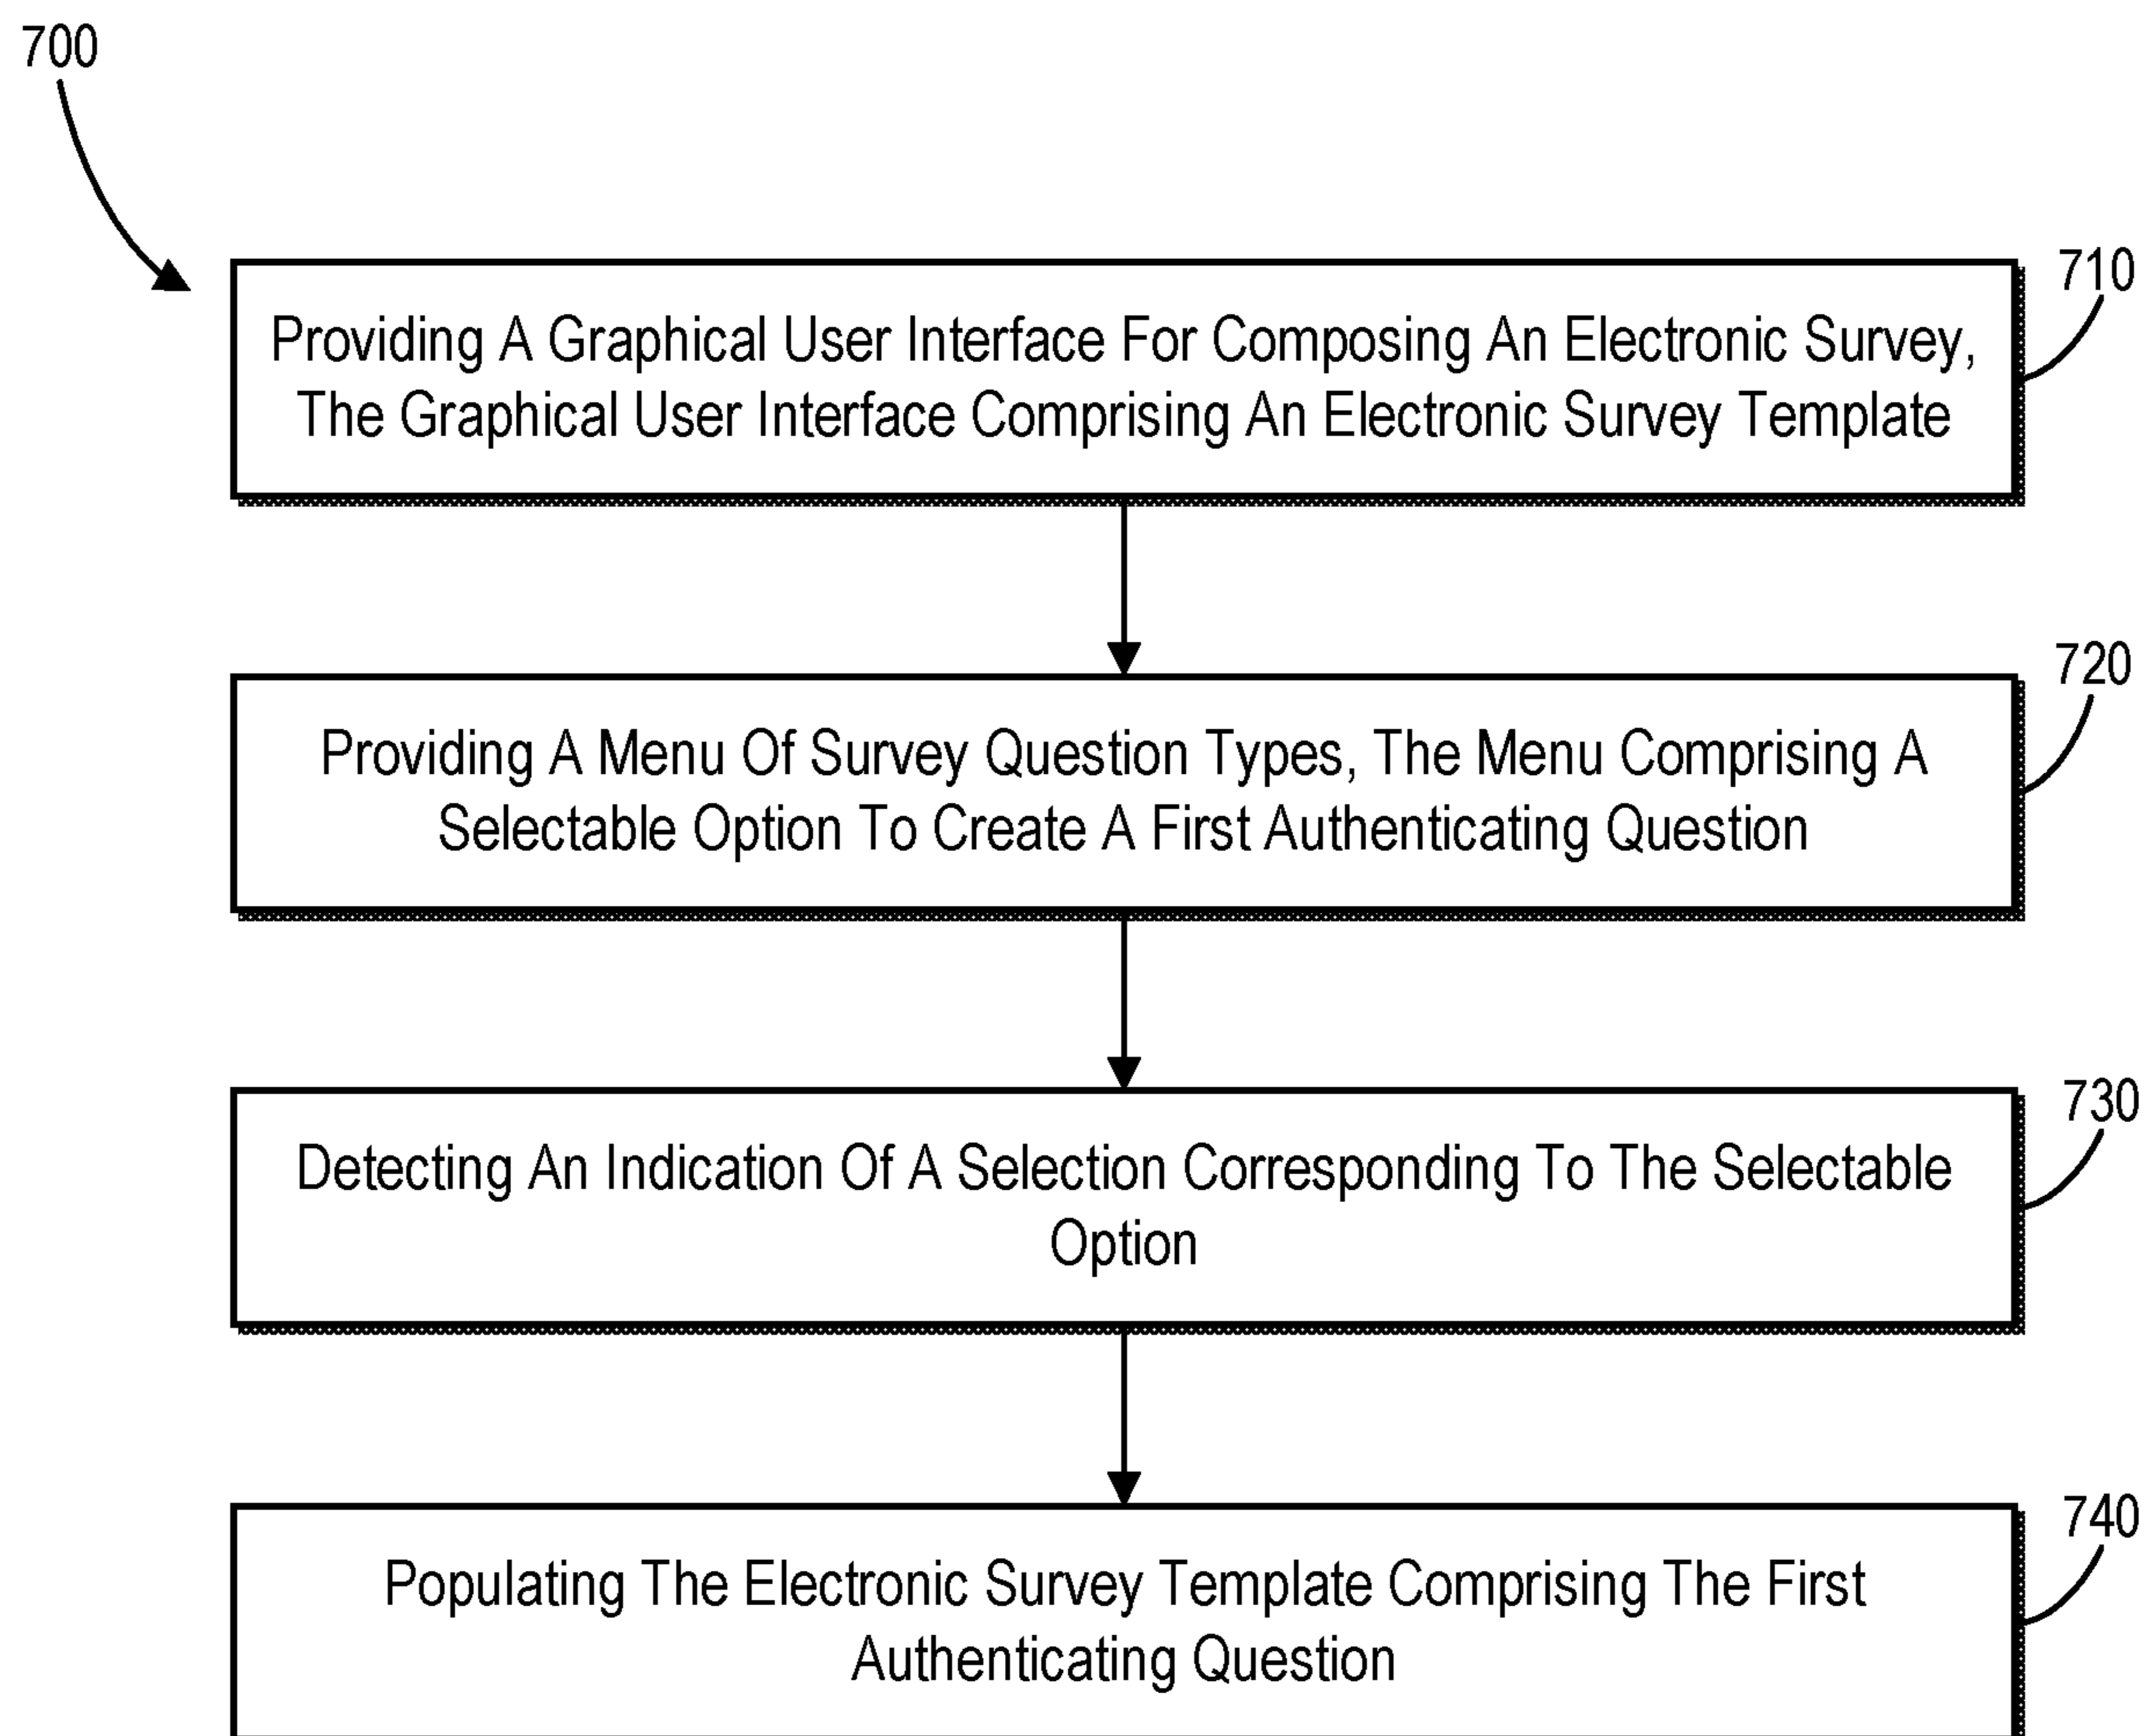 700
710
Providing A Graphical User Interface For Composing An Electronic Survey,
The Graphical User Interface Comprising An Electronic Survey Template
720
Providing A Menu Of Survey Question Types, The Menu Comprising A
Selectable Option To Create A First Authenticating Question
730
Detecting An Indication Of A Selection Corresponding To The Selectable
Option
740
Populating The Electronic Survey Template Comprising The First
Authenticating Question